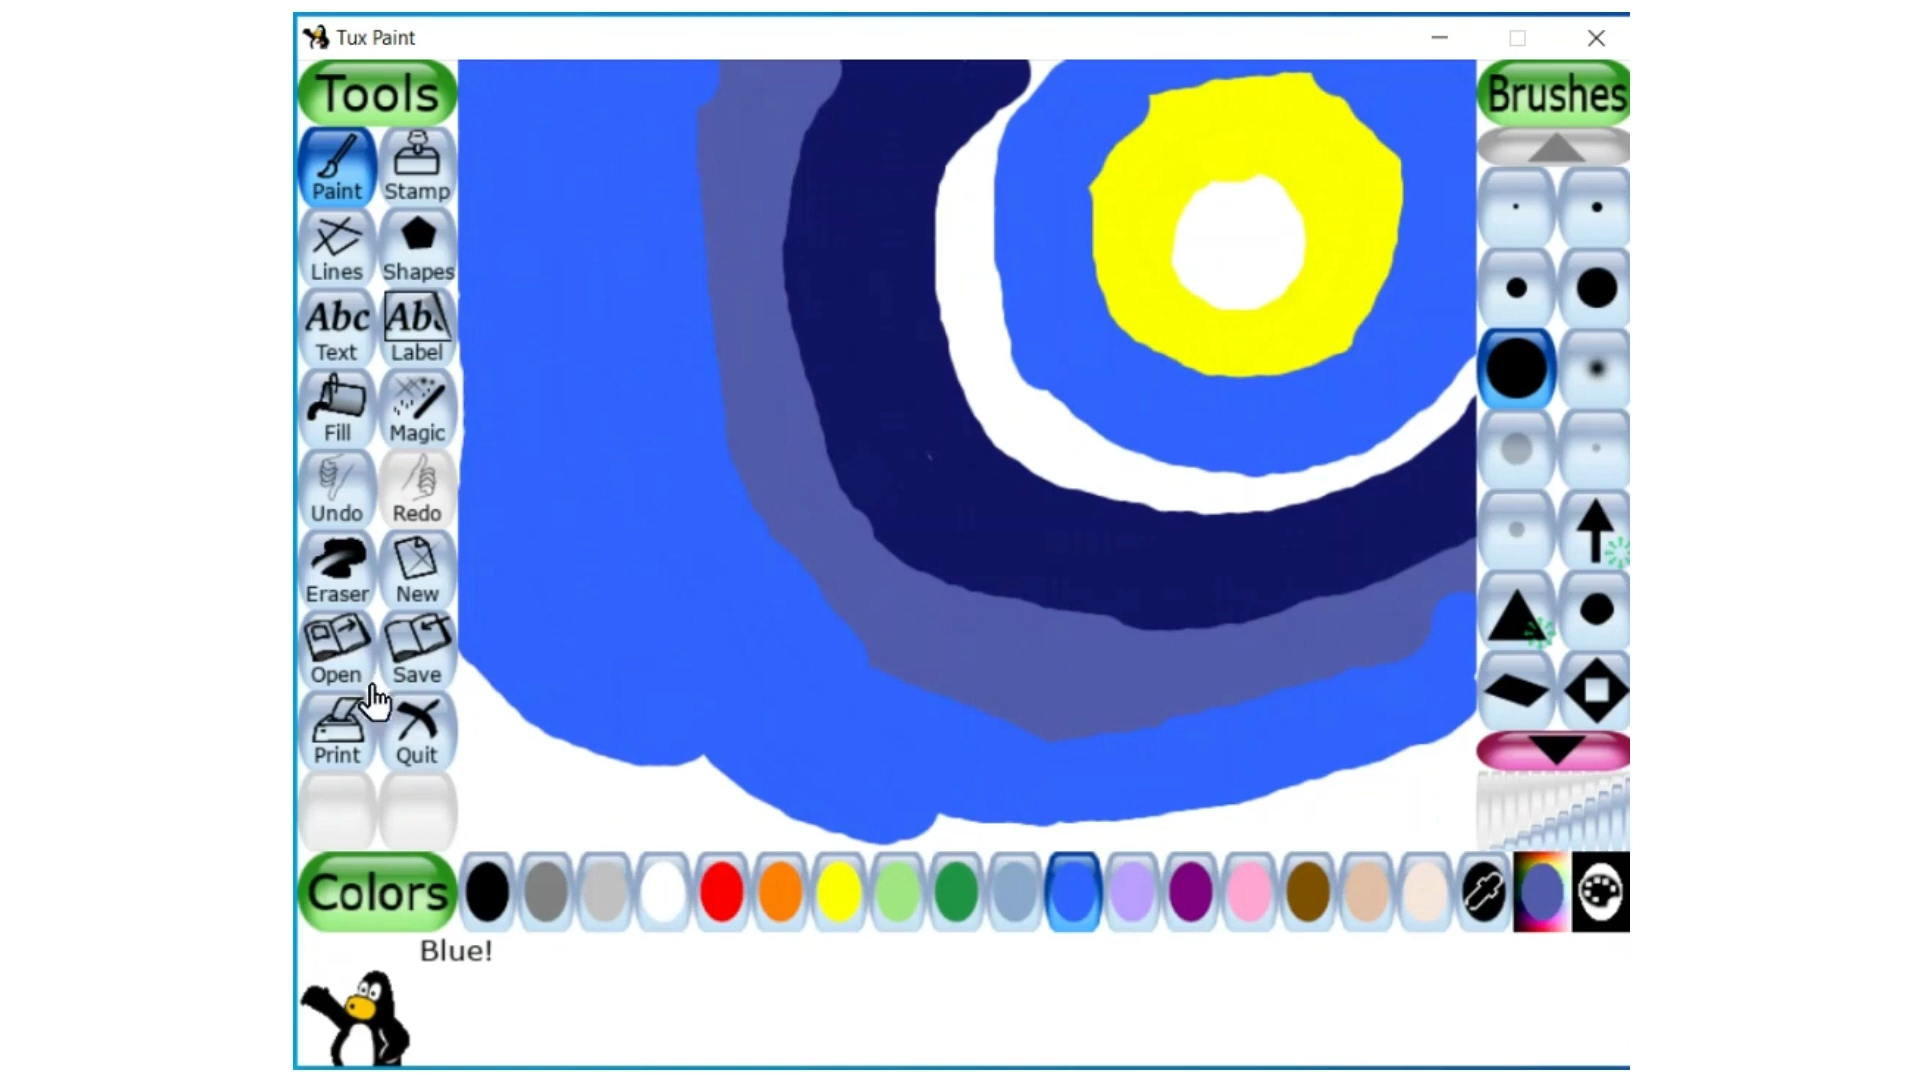 Tux Paint
Tools
Brushes
Paint
Stamp
Lines
Shapes
Abc
Abc
Text
Label
Fill
Magic
Undo
Redo
Eraser
New
Open
Save
Print
Quit
Colors
Blue!